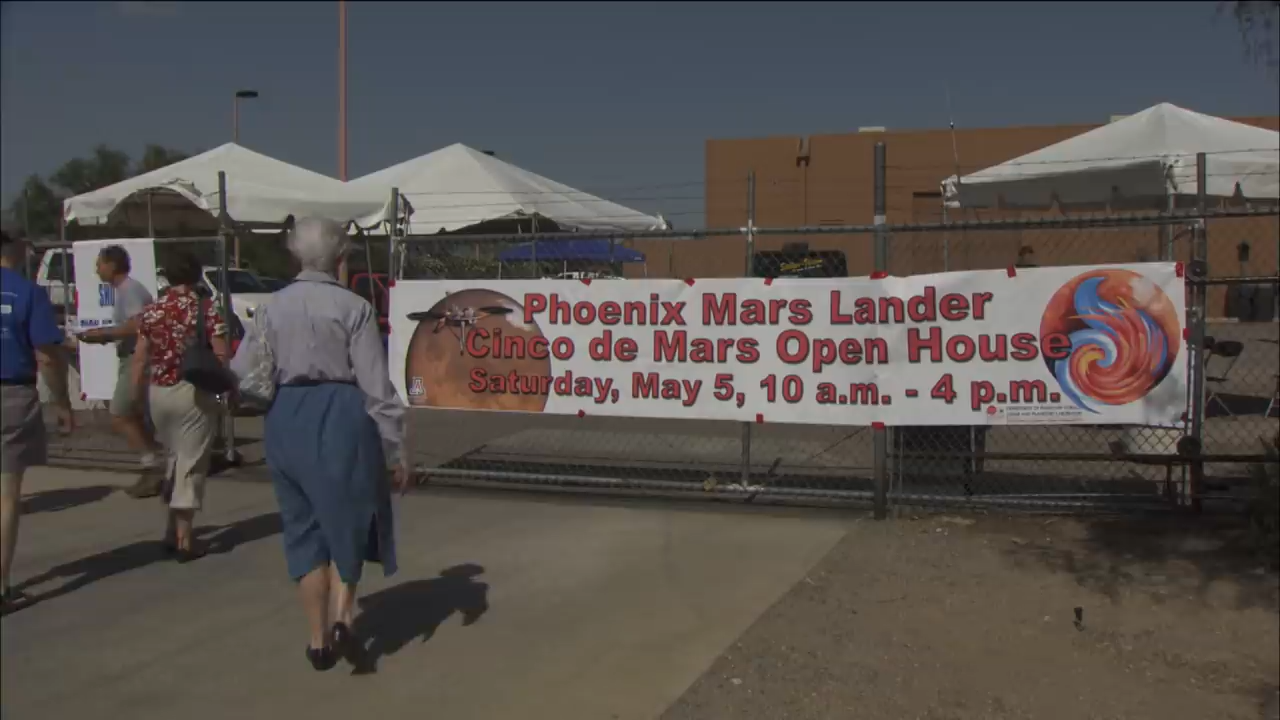 Phoenix Mars Lander
Cinco de Mars Open House
Saturday, May 5, 10 a.m. - 4 p.m.